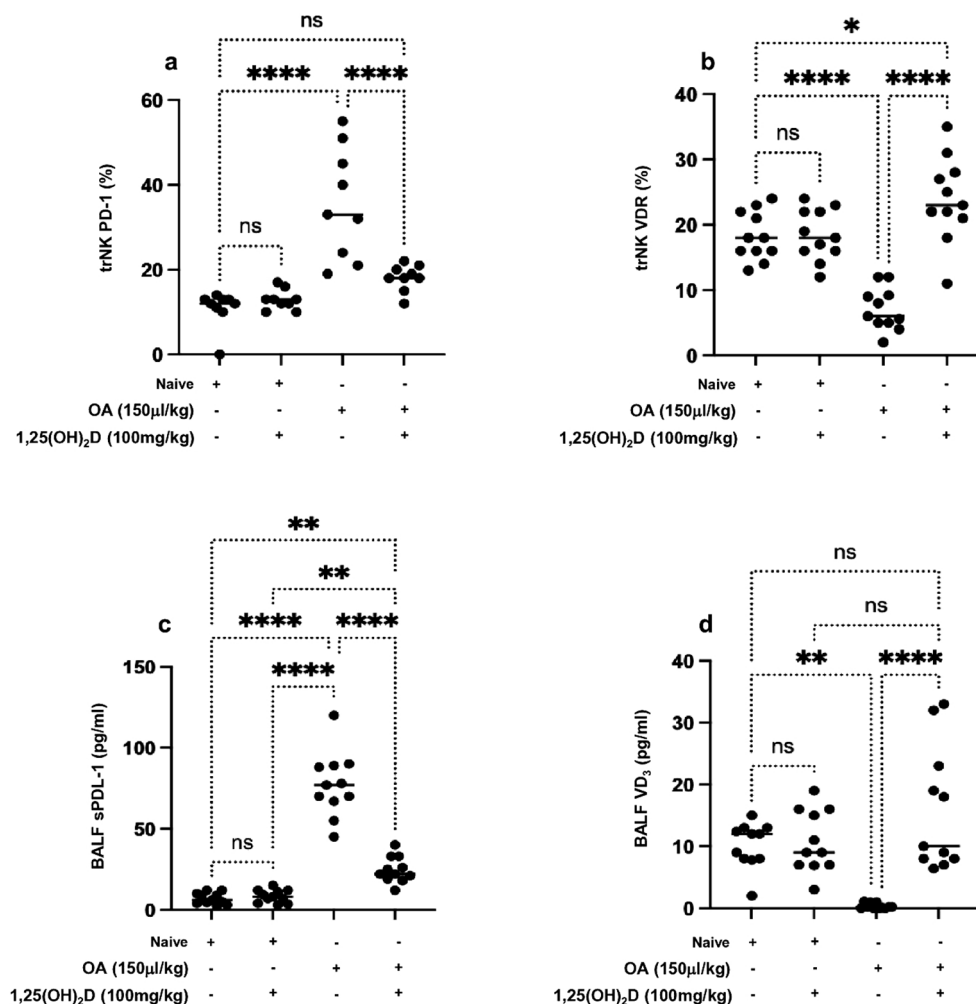 ns
a
**** ****
60
40
20
0
trNK PD-1 (%)
ns
Naive + + - -
OA (150µl/kg) - - + +
1,25(OH)₂D (100mg/kg) - + - +
*
b
**** ****
40
30
20
10
0
trNK VDR (%)
ns
Naive + + - -
OA (150µl/kg) - - + +
1,25(OH)₂D (100mg/kg) - + - +
**
**
c
**** ****
****
150
100
50
0
BALF sPDL-1 (pg/ml)
ns
Naive + + - -
OA (150µl/kg) - - + +
1,25(OH)₂D (100mg/kg) - + - +
ns
ns
d
** ****
40
30
20
10
0
BALF VD₃ (pg/ml)
ns
Naive + + - -
OA (150µl/kg) - - + +
1,25(OH)₂D (100mg/kg) - + - +